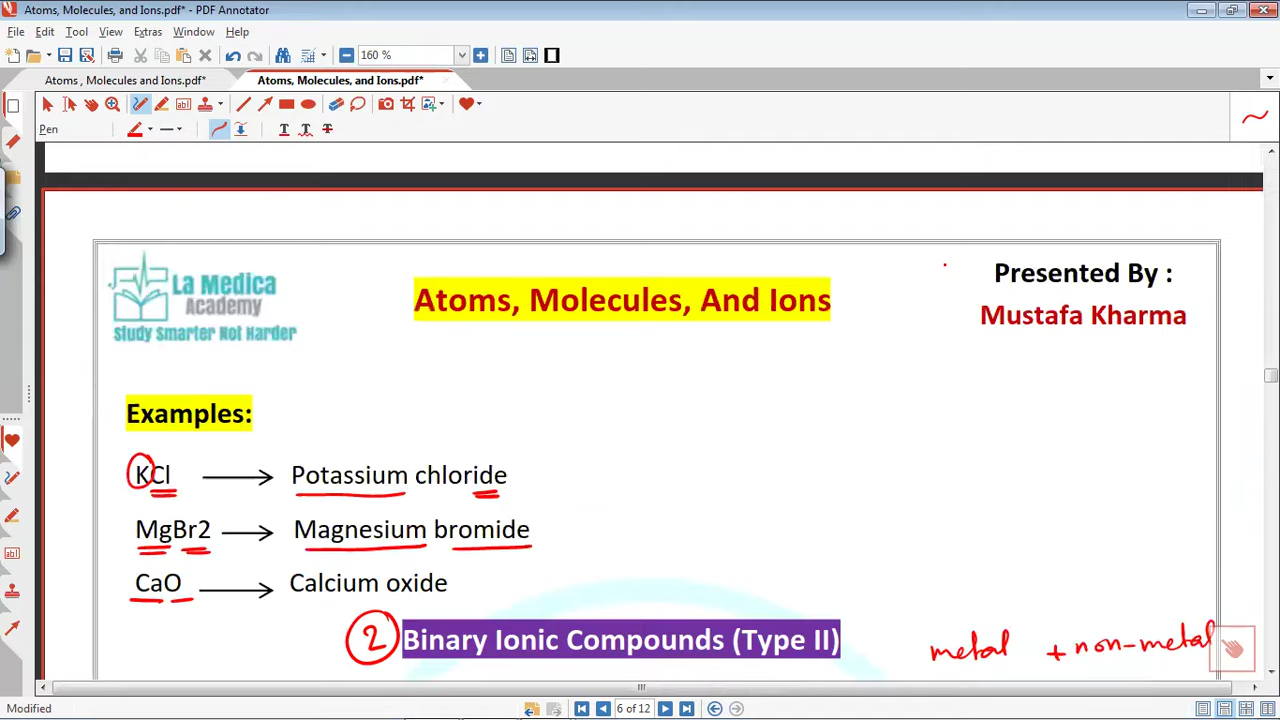 Atoms, Molecules, and Ions.pdf* - PDF Annotator
File Edit Tool View Extras Window Help
160 %
Atoms , Molecules and Ions.pdf* Atoms, Molecules, and Ions.pdf*
Pen
La Medica
Academy
Study Smarter Not Harder
Atoms, Molecules, And Ions
Presented By :
Mustafa Kharma
Examples:
KCl Potassium chloride
MgBr2 Magnesium bromide
CaO Calcium oxide
2 Binary Ionic Compounds (Type II) metal + non-metal
Modified 6 of 12